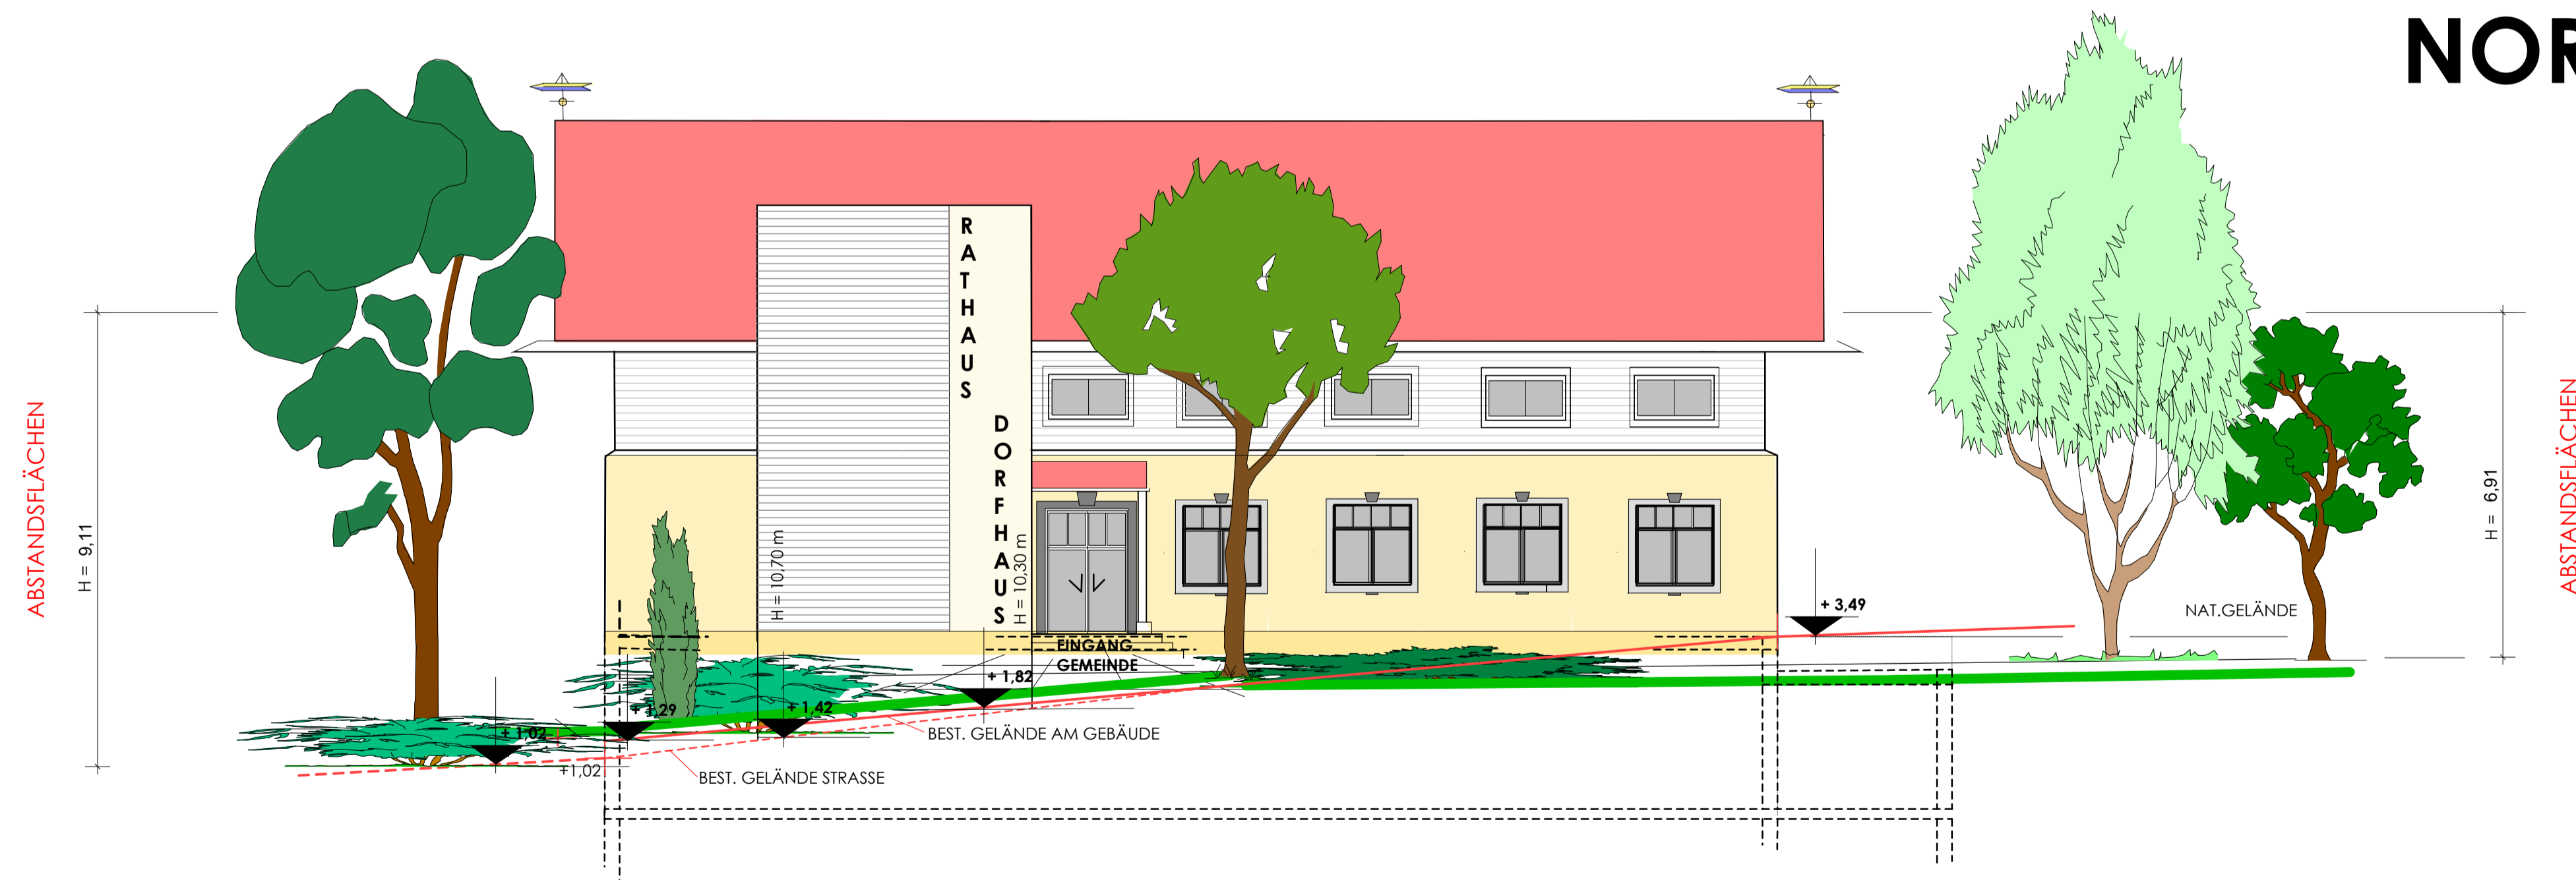 NOR
RATHAUS
DORFHAUS
ABSTANDSFLÄCHEN
H = 9,11
H = 10,70 m
H = 10,30 m
H = 6,91
ABSTANDSFLÄCHEN
+ 3,49
NAT.GELÄNDE
EINGANG
GEMEINDE
+ 1,82
+ 1,29
+ 1,42
+ 1,02
BEST. GELÄNDE AM GEBÄUDE
+1,02
BEST. GELÄNDE STRASSE